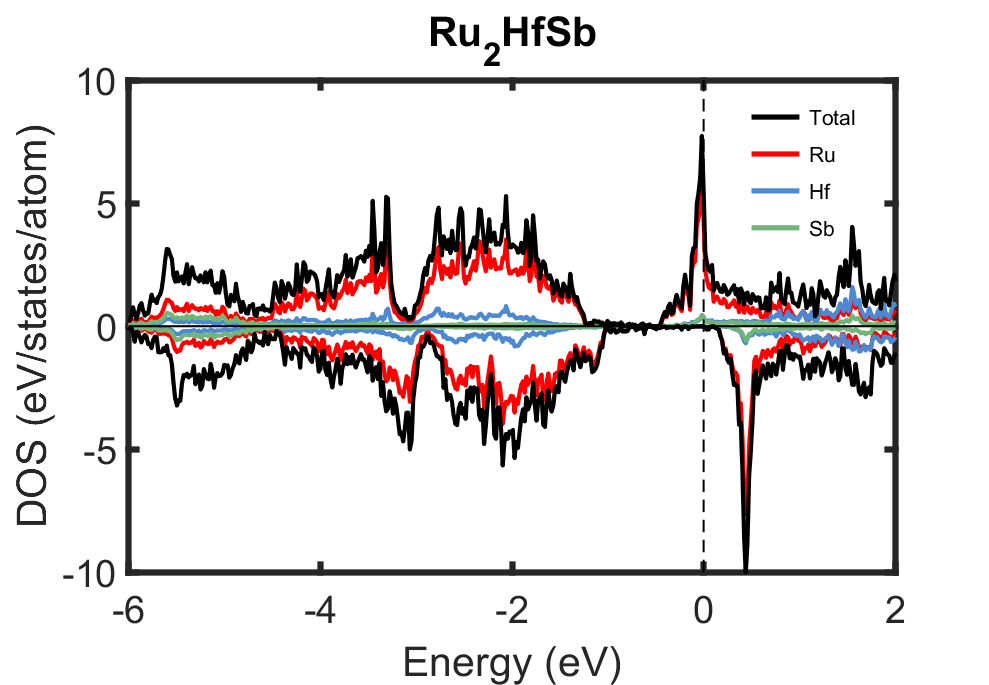 Ru2HfSb
10
5
0
-5
-10
DOS (eV/states/atom)
Total
Ru
Hf
Sb
-6 -4 -2 0 2
Energy (eV)